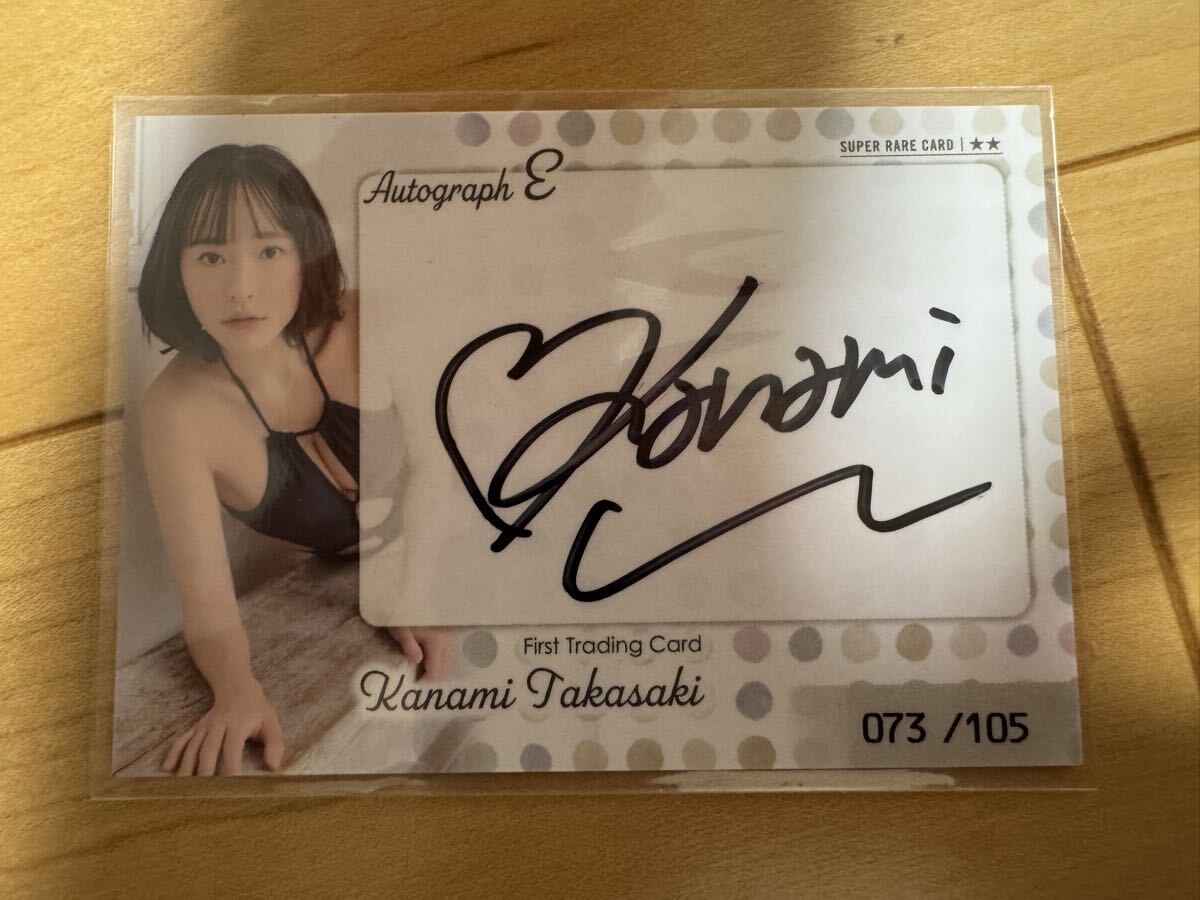 SUPER RARE CARD | ★★
Autograph E
Kanami
First Trading Card
Kanami Takasaki
073 /105